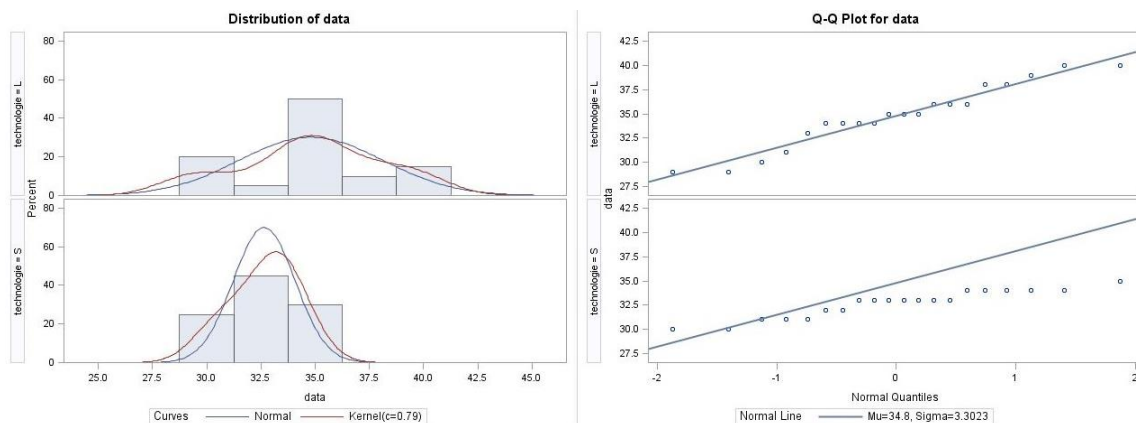 Distribution of data
technologie = L
80
60
40
20
0
Percent
technologie = S
80
60
40
20
0
25.0 27.5 30.0 32.5 35.0 37.5 40.0 42.5 45.0
data
Curves Normal Kernel(c=0.79)
Q-Q Plot for data
technologie = L
42.5
40.0
37.5
35.0
32.5
30.0
27.5
data
technologie = S
42.5
40.0
37.5
35.0
32.5
30.0
27.5
-2 -1 0 1 2
Normal Quantiles
Normal Line Mu=34.8, Sigma=3.3023